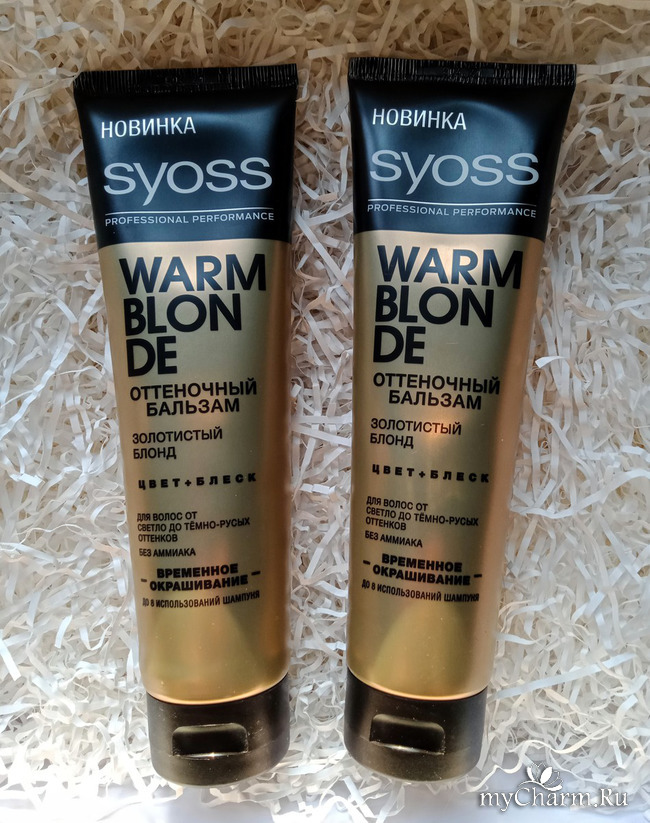 НОВИНКА
syoss
PROFESSIONAL PERFORMANCE
WARM
BLON
DE
ОТТЕНОЧНЫЙ
БАЛЬЗАМ
ЗОЛОТИСТЫЙ
БЛОНД
ЦВЕТ+БЛЕСК
ДЛЯ ВОЛОС ОТ
СВЕТЛО ДО ТЁМНО-РУСЫХ
ОТТЕНКОВ
БЕЗ АММИАКА
ВРЕМЕННОЕ
– ОКРАШИВАНИЕ –
ДО 8 ИСПОЛЬЗОВАНИЙ ШАМПУНЯ
НОВИНКА
syoss
PROFESSIONAL PERFORMANCE
WARM
BLON
DE
ОТТЕНОЧНЫЙ
БАЛЬЗАМ
ЗОЛОТИСТЫЙ
БЛОНД
ЦВЕТ+БЛЕСК
ДЛЯ ВОЛОС ОТ
СВЕТЛО ДО ТЁМНО-РУСЫХ
ОТТЕНКОВ
БЕЗ АММИАКА
ВРЕМЕННОЕ
– ОКРАШИВАНИЕ –
ДО 8 ИСПОЛЬЗОВАНИЙ ШАМПУНЯ
myCharm.Ru